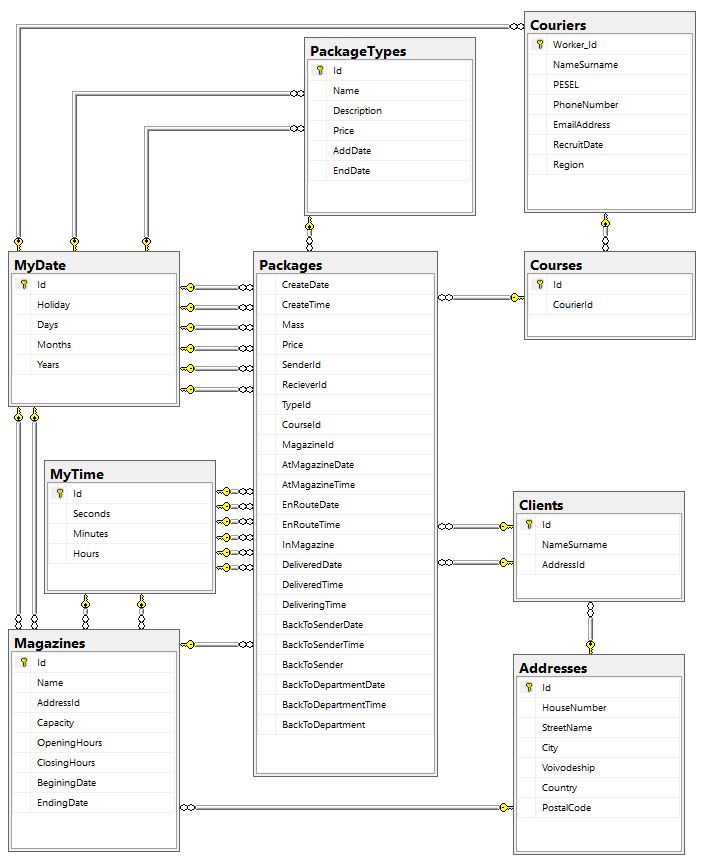 Couriers
Worker_Id
NameSurname
PESEL
PhoneNumber
EmailAddress
RecruitDate
Region
PackageTypes
Id
Name
Description
Price
AddDate
EndDate
MyDate
Id
Holiday
Days
Months
Years
Packages
CreateDate
CreateTime
Mass
Price
SenderId
RecieverId
TypeId
CourseId
MagazineId
AtMagazineDate
AtMagazineTime
EnRouteDate
EnRouteTime
InMagazine
DeliveredDate
DeliveredTime
DeliveringTime
BackToSenderDate
BackToSenderTime
BackToSender
BackToDepartmentDate
BackToDepartmentTime
BackToDepartment
Courses
Id
CourierId
MyTime
Id
Seconds
Minutes
Hours
Clients
Id
NameSurname
AddressId
Magazines
Id
Name
AddressId
Capacity
OpeningHours
ClosingHours
BeginingDate
EndingDate
Addresses
Id
HouseNumber
StreetName
City
Voivodeship
Country
PostalCode